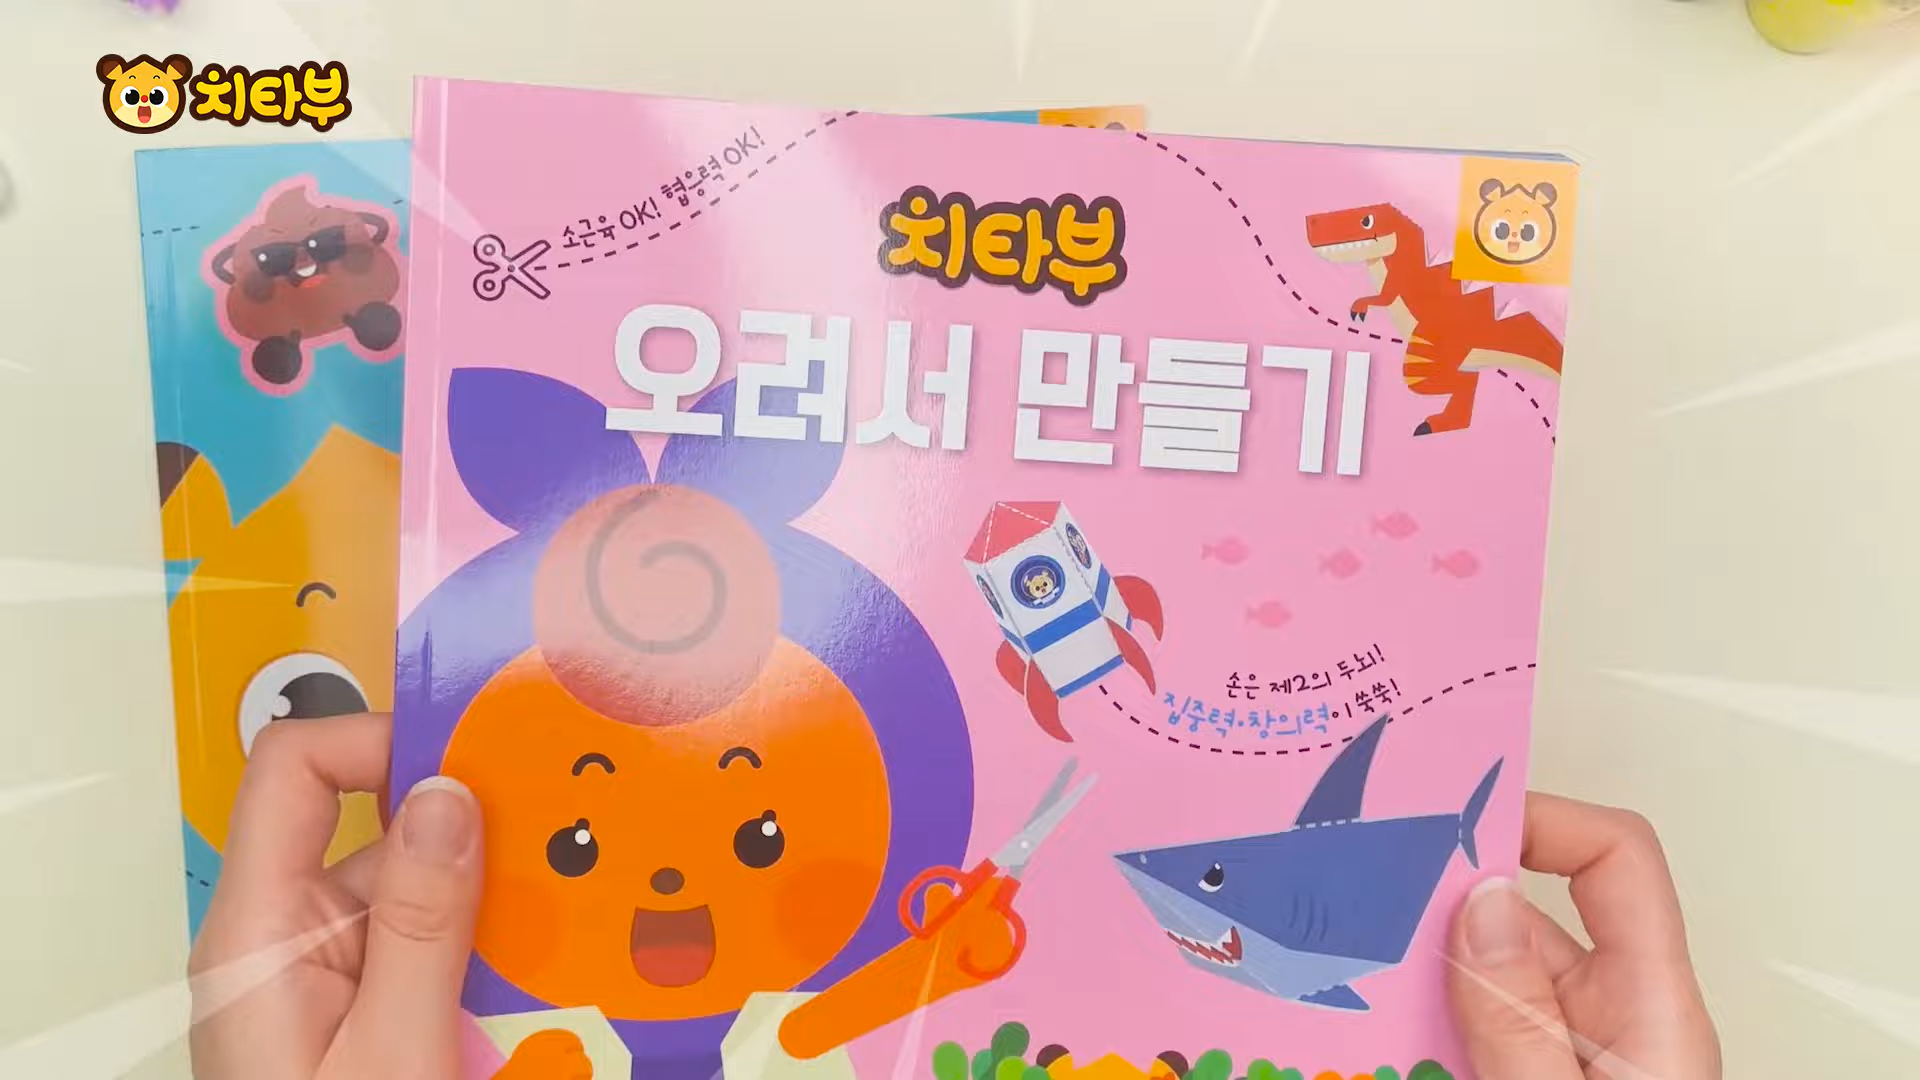 치타부
소근육 OK! 협응력 OK!
치타부
오려서 만들기
손은 제2의 두뇌!
집중력·창의력이 쑥쑥!